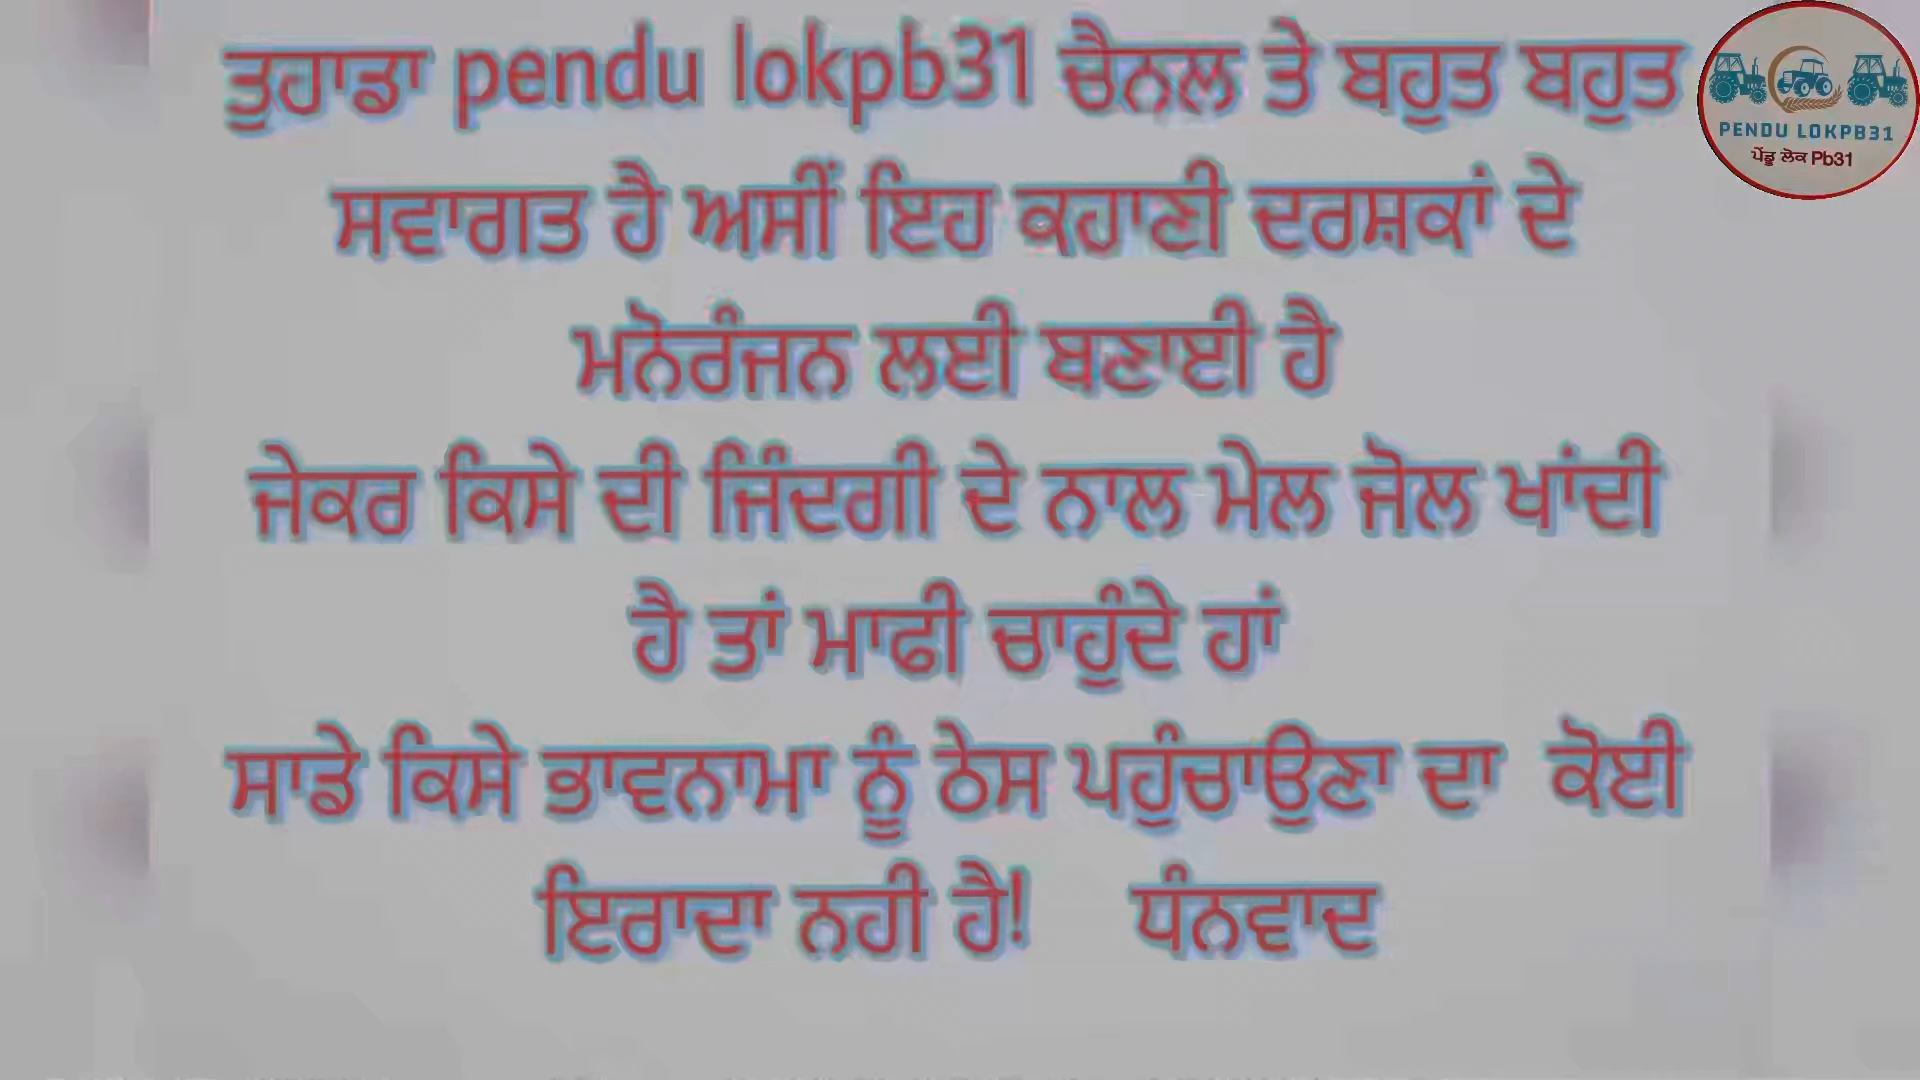 ਤੁਹਾਡਾ pendu lokpb31 ਚੈਨਲ ਤੇ ਬਹੁਤ ਬਹੁਤ
ਸਵਾਗਤ ਹੈ ਅਸੀਂ ਇਹ ਕਹਾਣੀ ਦਰਸ਼ਕਾਂ ਦੇ
ਮਨੋਰੰਜਨ ਲਈ ਬਣਾਈ ਹੈ
ਜੇਕਰ ਕਿਸੇ ਦੀ ਜਿੰਦਗੀ ਦੇ ਨਾਲ ਮੇਲ ਜੋਲ ਖਾਂਦੀ
ਹੈ ਤਾਂ ਮਾਫੀ ਚਾਹੁੰਦੇ ਹਾਂ
ਸਾਡੇ ਕਿਸੇ ਭਾਵਨਾਮਾ ਨੂੰ ਠੇਸ ਪਹੁੰਚਾਉਣਾ ਦਾ ਕੋਈ
ਇਰਾਦਾ ਨਹੀ ਹੈ! ਧੰਨਵਾਦ
PENDU LOKPB31
ਪੇਂਡੂ ਲੋਕ Pb31